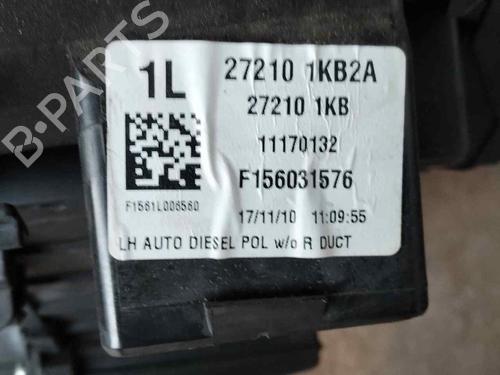 1L
27210 1KB2A
27210 1KB
11170132
F156031576
F1561L006560
17/11/10 11:09:55
LH AUTO DIESEL POL w/o R DUCT